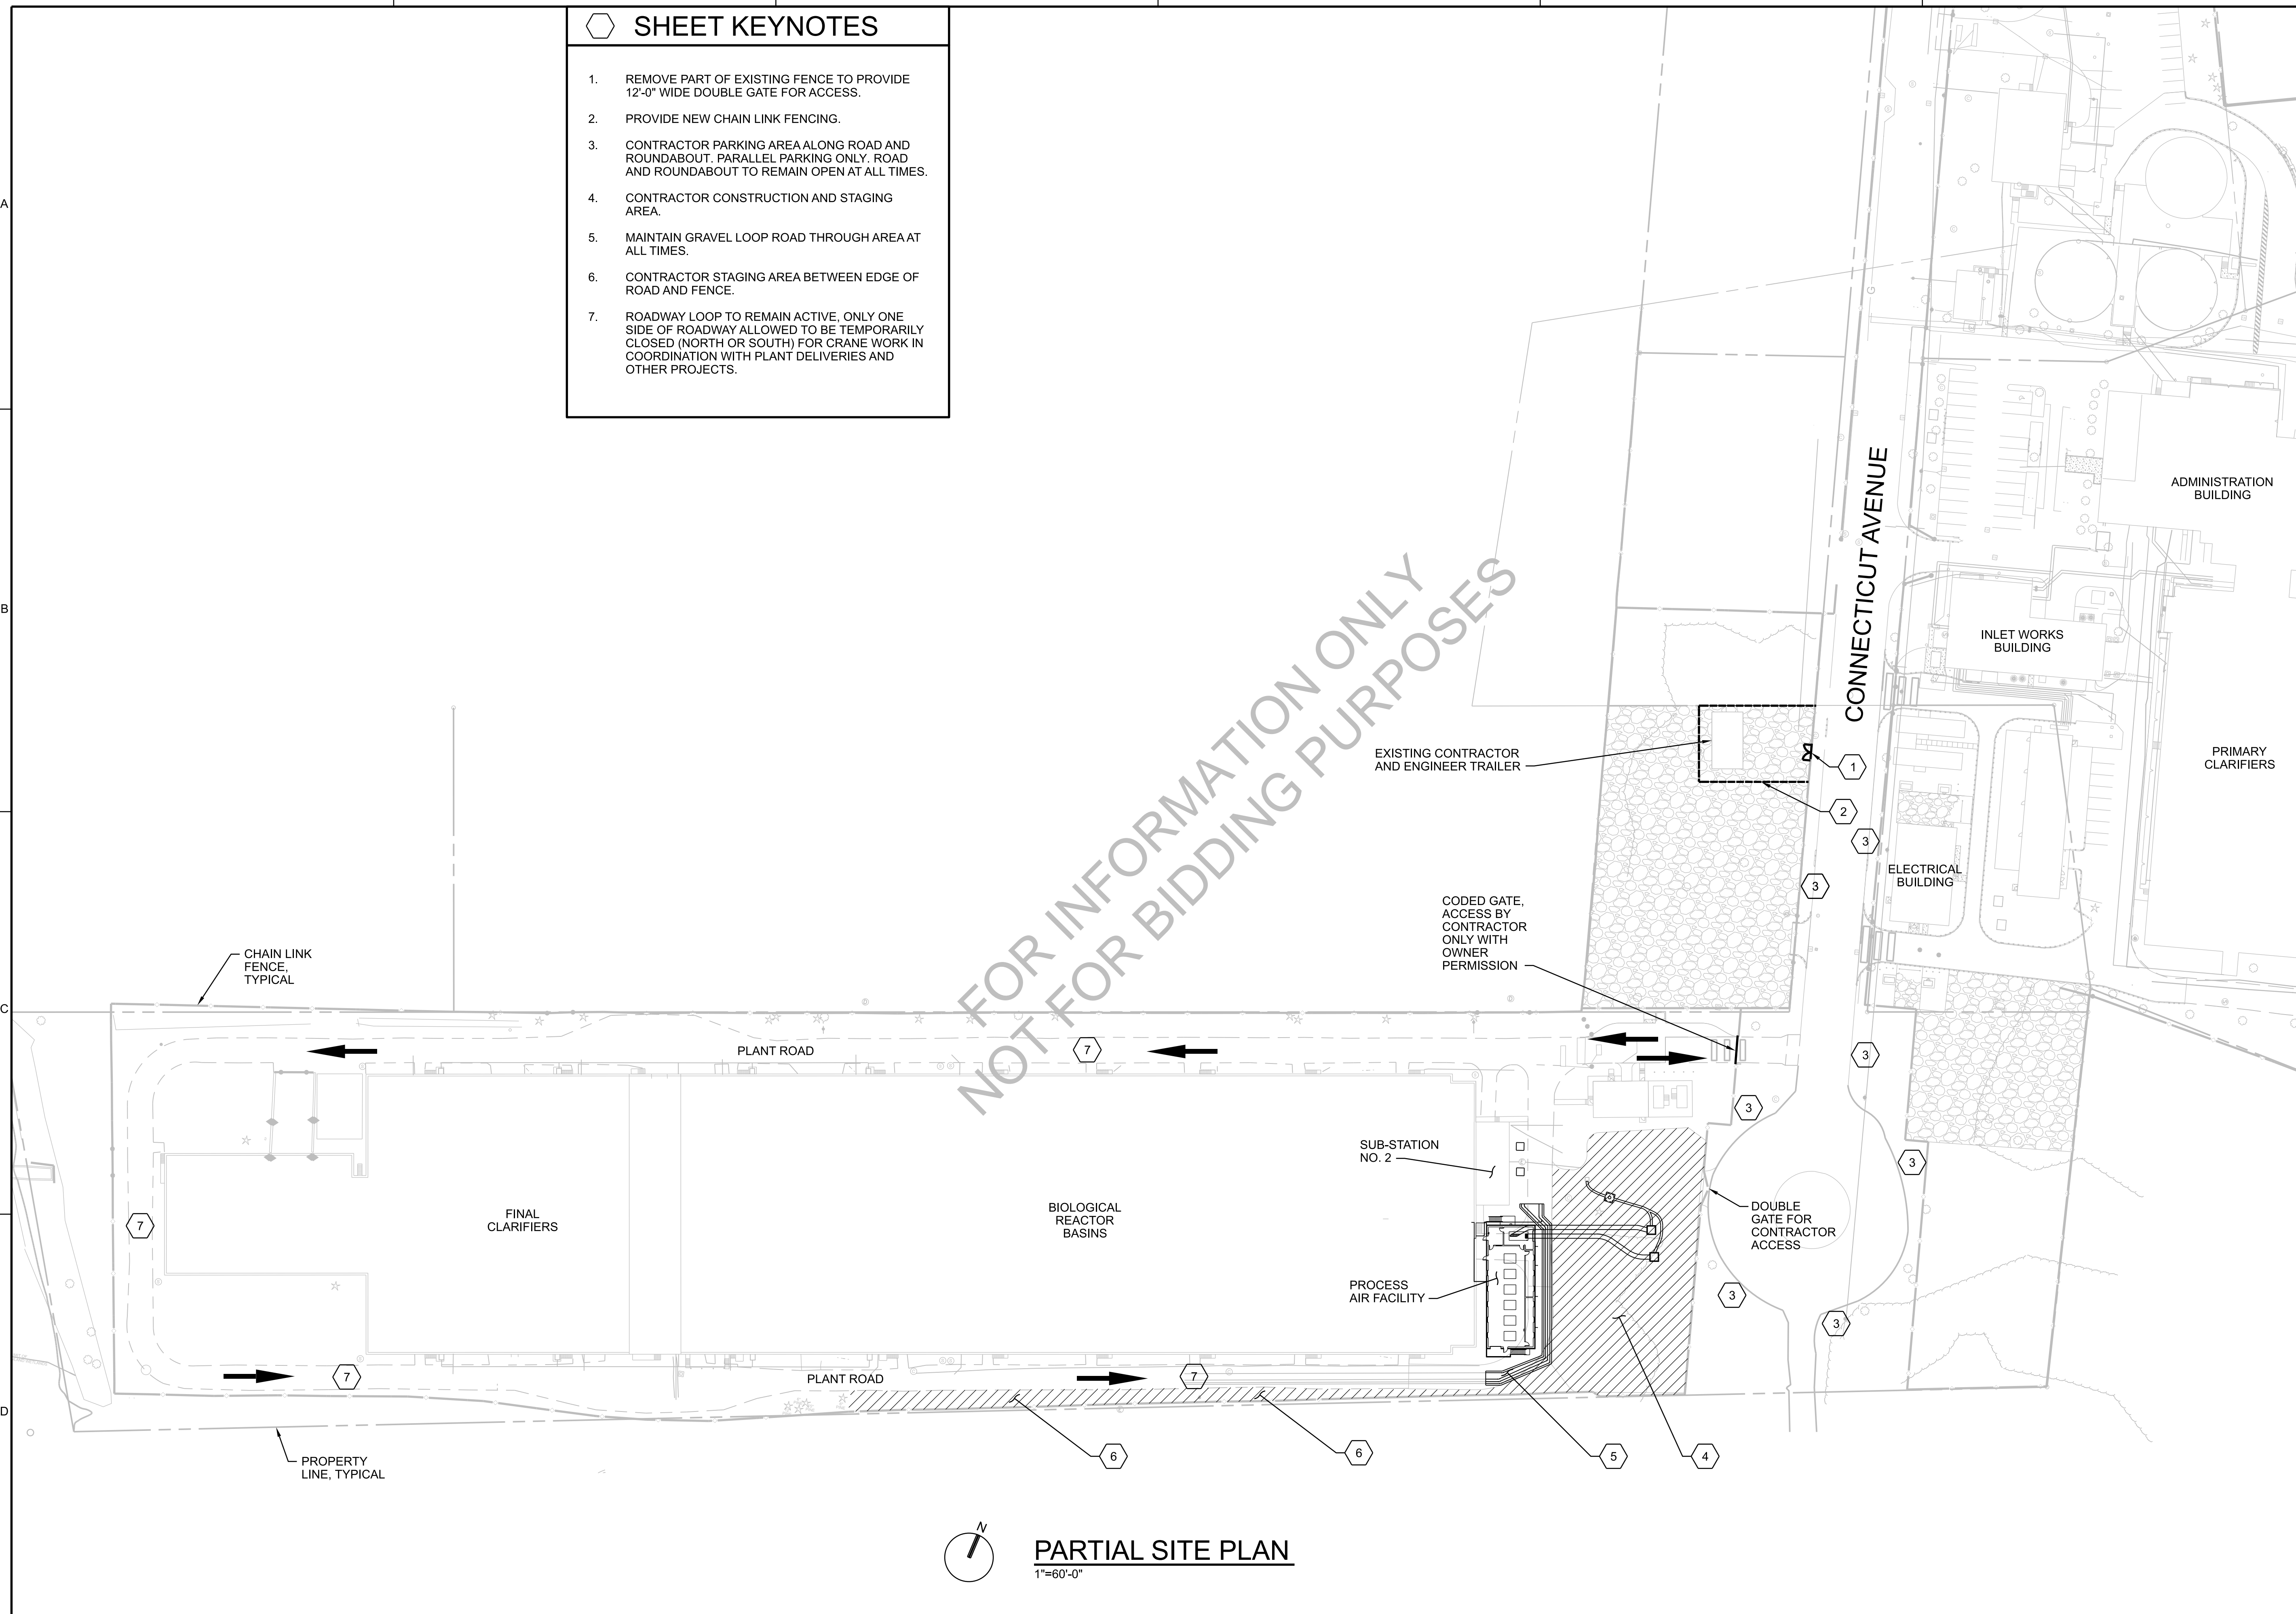 SHEET KEYNOTES
1. REMOVE PART OF EXISTING FENCE TO PROVIDE
12'-0" WIDE DOUBLE GATE FOR ACCESS.
2. PROVIDE NEW CHAIN LINK FENCING.
3. CONTRACTOR PARKING AREA ALONG ROAD AND
ROUNDABOUT. PARALLEL PARKING ONLY. ROAD
AND ROUNDABOUT TO REMAIN OPEN AT ALL TIMES.
4. CONTRACTOR CONSTRUCTION AND STAGING
AREA.
5. MAINTAIN GRAVEL LOOP ROAD THROUGH AREA AT
ALL TIMES.
6. CONTRACTOR STAGING AREA BETWEEN EDGE OF
ROAD AND FENCE.
7. ROADWAY LOOP TO REMAIN ACTIVE, ONLY ONE
SIDE OF ROADWAY ALLOWED TO BE TEMPORARILY
CLOSED (NORTH OR SOUTH) FOR CRANE WORK IN
COORDINATION WITH PLANT DELIVERIES AND
OTHER PROJECTS.
A
B
C
D
CONNECTICUT AVENUE
ADMINISTRATION
BUILDING
INLET WORKS
BUILDING
PRIMARY
CLARIFIERS
EXISTING CONTRACTOR
AND ENGINEER TRAILER
1
2
3
ELECTRICAL
BUILDING
3
CODED GATE,
ACCESS BY
CONTRACTOR
ONLY WITH
OWNER
PERMISSION
FOR INFORMATION ONLY
NOT FOR BIDDING PURPOSES
CHAIN LINK
FENCE,
TYPICAL
PLANT ROAD
7
3
3
SUB-STATION
NO. 2
3
DOUBLE
GATE FOR
CONTRACTOR
ACCESS
7
FINAL
CLARIFIERS
BIOLOGICAL
REACTOR
BASINS
PROCESS
AIR FACILITY
3
3
7
PLANT ROAD
7
6
6
5
4
PROPERTY
LINE, TYPICAL
N
PARTIAL SITE PLAN
1"=60'-0"